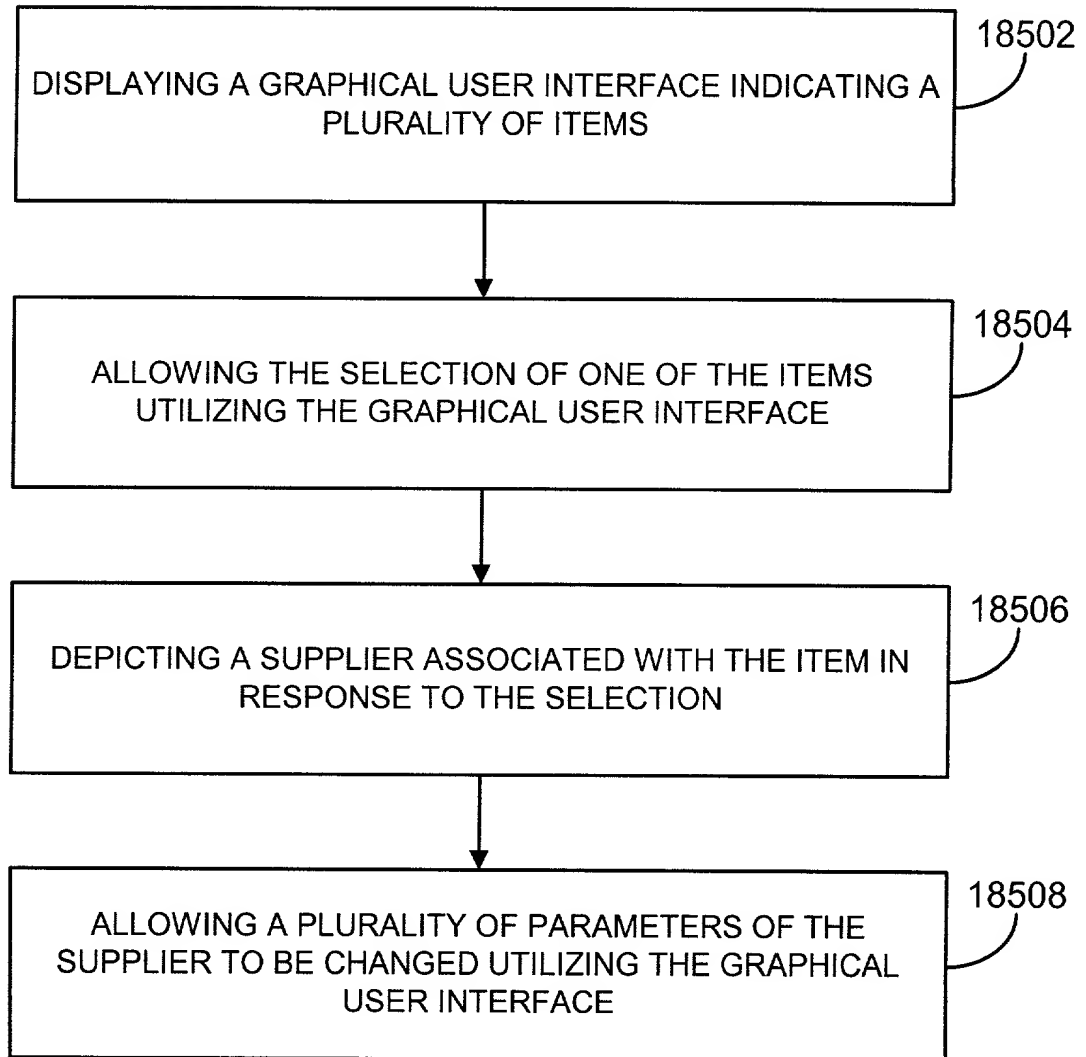 18502
DISPLAYING A GRAPHICAL USER INTERFACE INDICATING A
PLURALITY OF ITEMS
18504
ALLOWING THE SELECTION OF ONE OF THE ITEMS
UTILIZING THE GRAPHICAL USER INTERFACE
18506
DEPICTING A SUPPLIER ASSOCIATED WITH THE ITEM IN
RESPONSE TO THE SELECTION
18508
ALLOWING A PLURALITY OF PARAMETERS OF THE
SUPPLIER TO BE CHANGED UTILIZING THE GRAPHICAL
USER INTERFACE